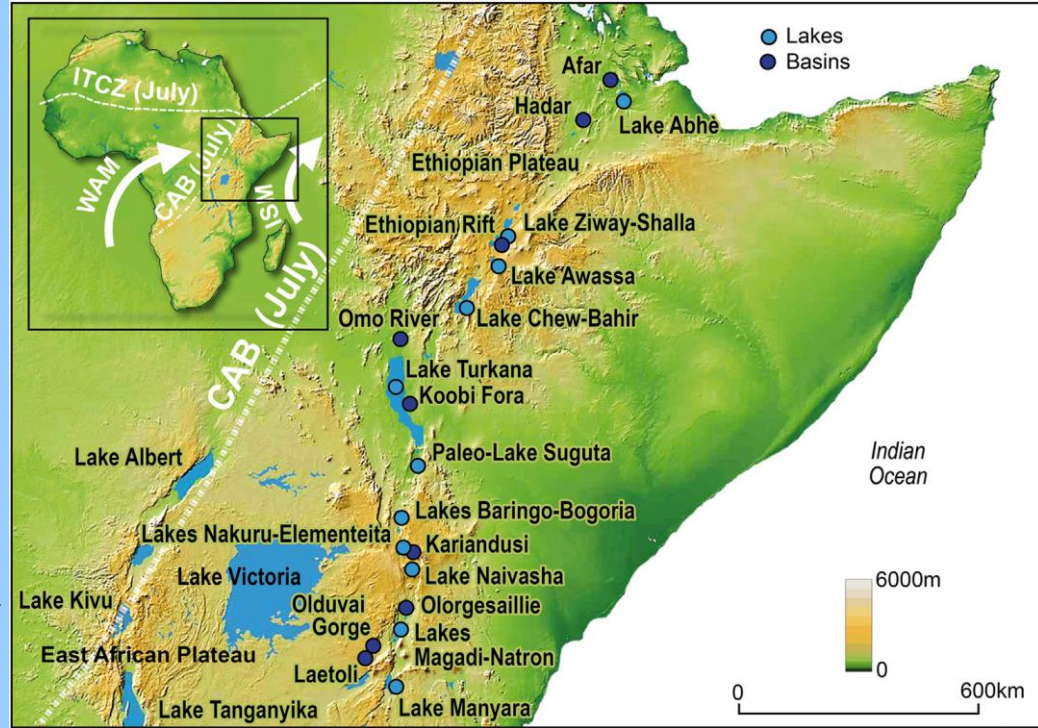 ITCZ (July)
WAM
CAB (July)
ISM
Lakes
Basins
Afar
Hadar
Lake Abhè
Ethiopian Plateau
Ethiopian Rift
Lake Ziway-Shalla
Lake Awassa
Omo River
Lake Chew-Bahir
CAB (July)
Lake Turkana
Koobi Fora
Lake Albert
Paleo-Lake Suguta
Indian
Ocean
Lakes Baringo-Bogoria
Lakes Nakuru-Elementeita
Kariandusi
Lake Victoria
Lake Naivasha
6000m
0
Lake Kivu
Olduvai
Gorge
Olorgesaillie
Lakes
Magadi-Natron
East African Plateau
Laetoli
Lake Tanganyika
Lake Manyara
0
600km